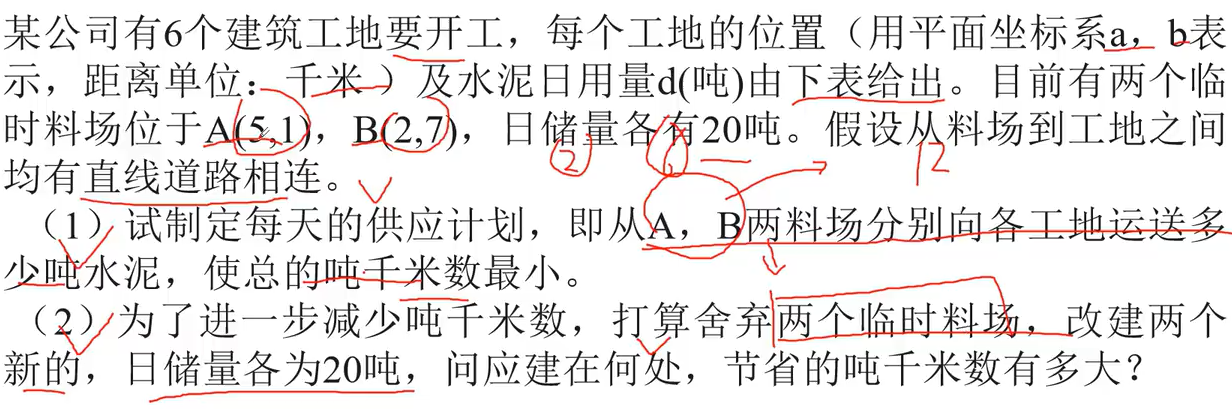 某公司有6个建筑工地要开工，每个工地的位置（用平面坐标系a，b表
示，距离单位：千米 ）及水泥日用量d(吨)由下表给出。目前有两个临
时料场位于A(5,1)，B(2,7)，日储量各有20吨。假设从料场到工地之间
均有直线道路相连。
② ⑥ 12
（1）试制定每天的供应计划，即从A，B两料场分别向各工地运送多
少吨水泥，使总的吨千米数最小。
（2）为了进一步减少吨千米数，打算舍弃两个临时料场，改建两个
新的，日储量各为20吨，问应建在何处，节省的吨千米数有多大？